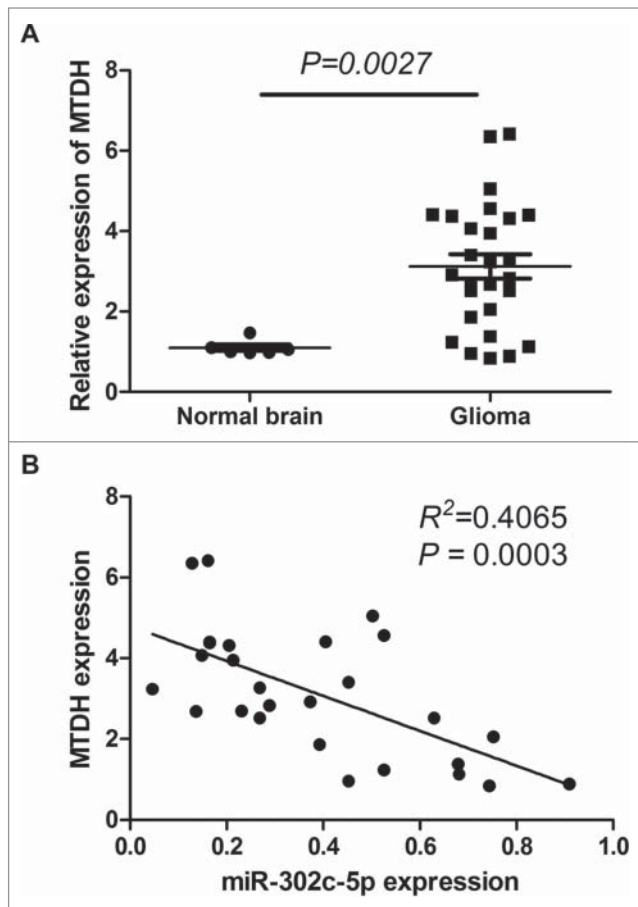 A
P=0.0027
Relative expression of MTDH
8
6
4
2
0
Normal brain Glioma
B
R²=0.4065
P = 0.0003
MTDH expression
8
6
4
2
0
0.0 0.2 0.4 0.6 0.8 1.0
miR-302c-5p expression